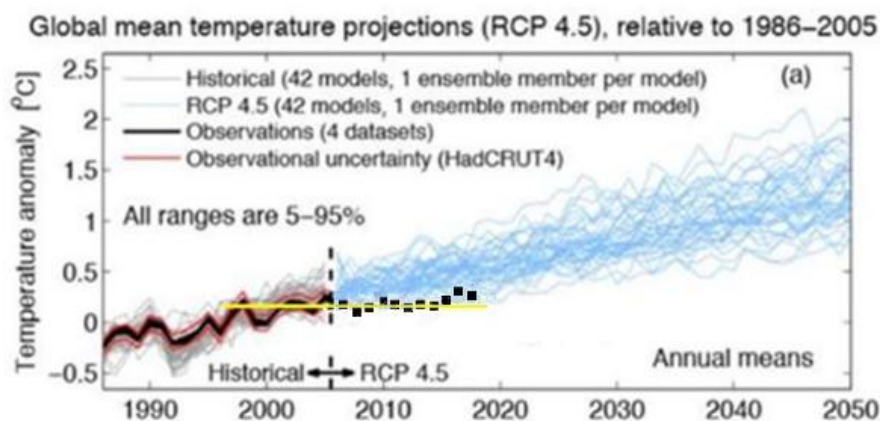 Global mean temperature projections (RCP 4.5), relative to 1986–2005
Temperature anomaly [°C]
2.5
2
1.5
1
0.5
0
−0.5
(a)
Historical (42 models, 1 ensemble member per model)
RCP 4.5 (42 models, 1 ensemble member per model)
Observations (4 datasets)
Observational uncertainty (HadCRUT4)
All ranges are 5–95%
Historical
RCP 4.5
Annual means
1990
2000
2010
2020
2030
2040
2050